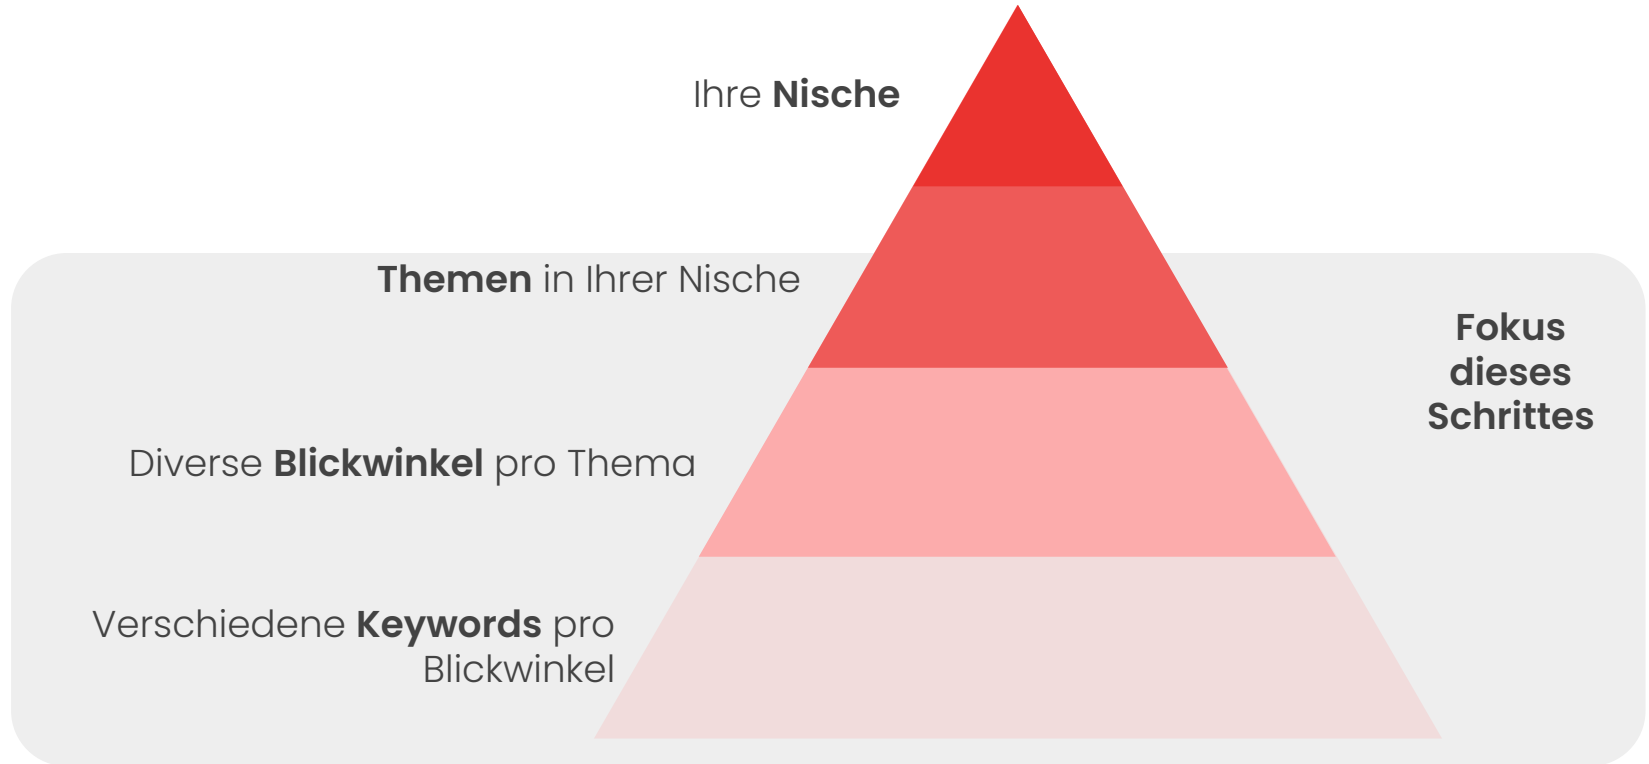 Ihre Nische
Themen in Ihrer Nische
Fokus
dieses
Schrittes
Diverse Blickwinkel pro Thema
Verschiedene Keywords pro
Blickwinkel